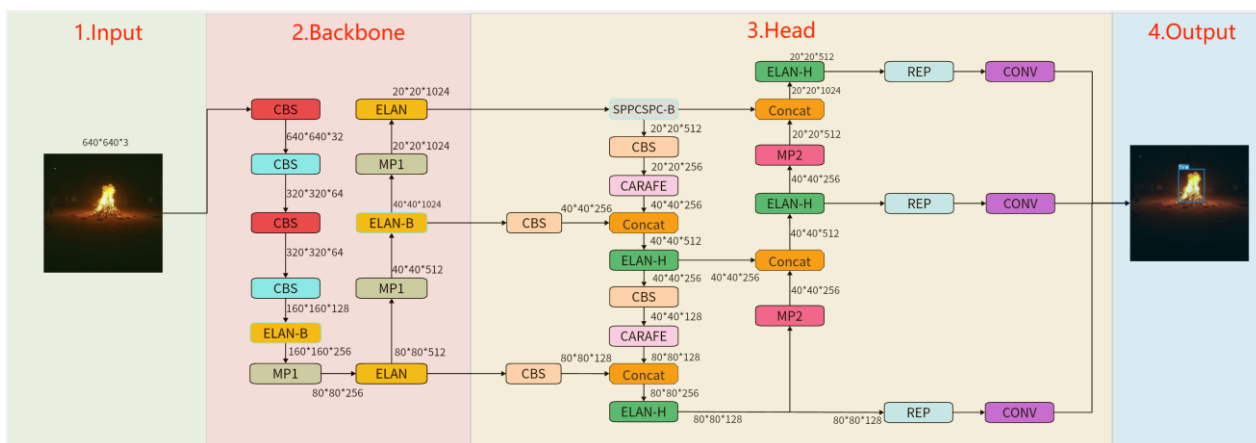 1.Input
2.Backbone
3.Head
4.Output
640*640*3
CBS
640*640*32
CBS
320*320*64
CBS
320*320*64
CBS
160*160*128
ELAN-B
160*160*256
MP1
80*80*256
ELAN
80*80*512
MP1
40*40*512
ELAN-B
40*40*1024
MP1
20*20*1024
ELAN
20*20*1024
SPPCSPC-B
20*20*512
CBS
20*20*256
CARAFE
40*40*256
CBS
40*40*256
Concat
40*40*512
ELAN-H
40*40*256
40*40*256
CBS
40*40*128
CARAFE
80*80*128
CBS
80*80*128
Concat
80*80*256
ELAN-H
80*80*128
MP2
40*40*256
Concat
40*40*512
ELAN-H
40*40*256
MP2
20*20*512
Concat
20*20*1024
ELAN-H
20*20*512
REP
CONV
REP
CONV
80*80*128
REP
CONV